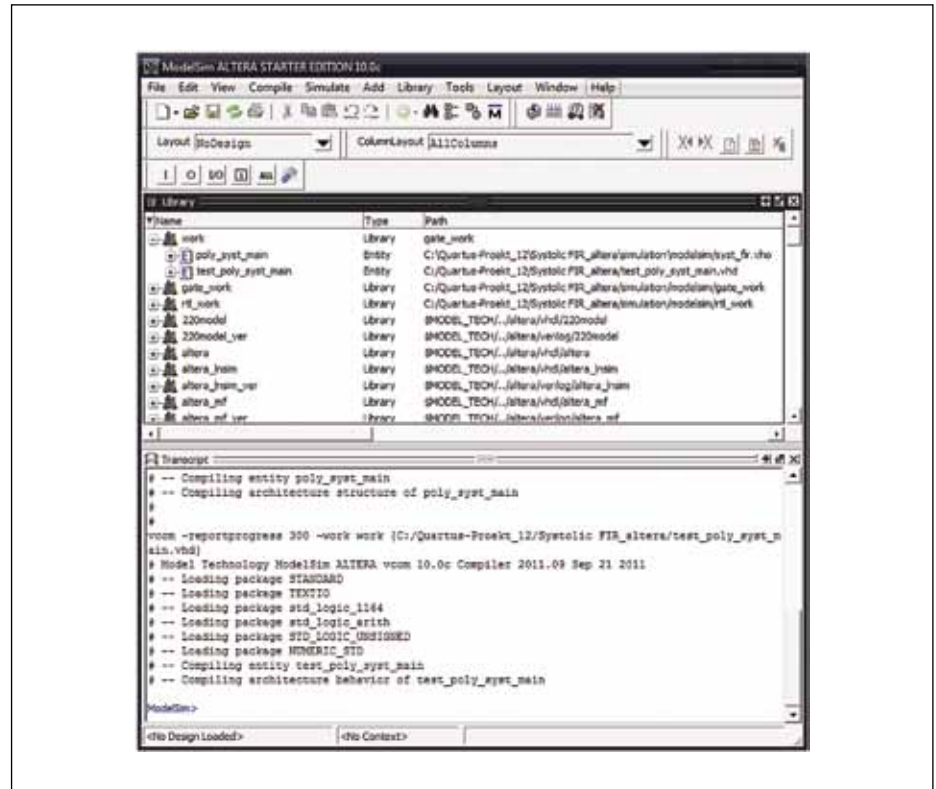 ModelSim ALTERA STARTER EDITION 10.0c
File Edit View Compile Simulate Add Library Tools Layout Window Help
Layout NoDesign ColumnLayout AllColumns
I O I/O ALL
Library
Name Type Path
work Library gate_work
poly_syst_main Entity C:/Quartus-Proekt_12/Systolic FIR_altera/simulation/modelsim/syst_fir.vho
test_poly_syst_main Entity C:/Quartus-Proekt_12/Systolic FIR_altera/test_poly_syst_main.vhd
gate_work Library C:/Quartus-Proekt_12/Systolic FIR_altera/simulation/modelsim/gate_work
rtl_work Library C:/Quartus-Proekt_12/Systolic FIR_altera/simulation/modelsim/rtl_work
220model Library $MODEL_TECH/../altera/vhdl/220model
220model_ver Library $MODEL_TECH/../altera/verilog/220model
altera Library $MODEL_TECH/../altera/vhdl/altera
altera_lnsim Library $MODEL_TECH/../altera/vhdl/altera_lnsim
altera_lnsim_ver Library $MODEL_TECH/../altera/verilog/altera_lnsim
altera_mf Library $MODEL_TECH/../altera/vhdl/altera_mf
altera_mf_ver Library $MODEL_TECH/../altera/verilog/altera_mf
Transcript
# -- Compiling entity poly_syst_main
# -- Compiling architecture structure of poly_syst_main
#
#
vcom -reportprogress 300 -work work {C:/Quartus-Proekt_12/Systolic FIR_altera/test_poly_syst_m
ain.vhd}
# Model Technology ModelSim ALTERA vcom 10.0c Compiler 2011.09 Sep 21 2011
# -- Loading package STANDARD
# -- Loading package TEXTIO
# -- Loading package std_logic_1164
# -- Loading package std_logic_arith
# -- Loading package STD_LOGIC_UNSIGNED
# -- Loading package NUMERIC_STD
# -- Compiling entity test_poly_syst_main
# -- Compiling architecture behavior of test_poly_syst_main
ModelSim>
<No Design Loaded> <No Context>